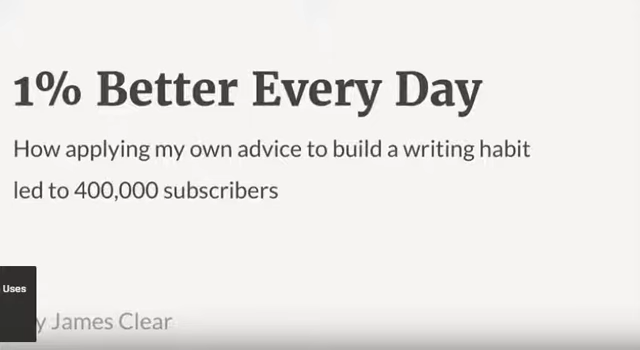 1% Better Every Day
How applying my own advice to build a writing habit
led to 400,000 subscribers
Uses
y James Clear